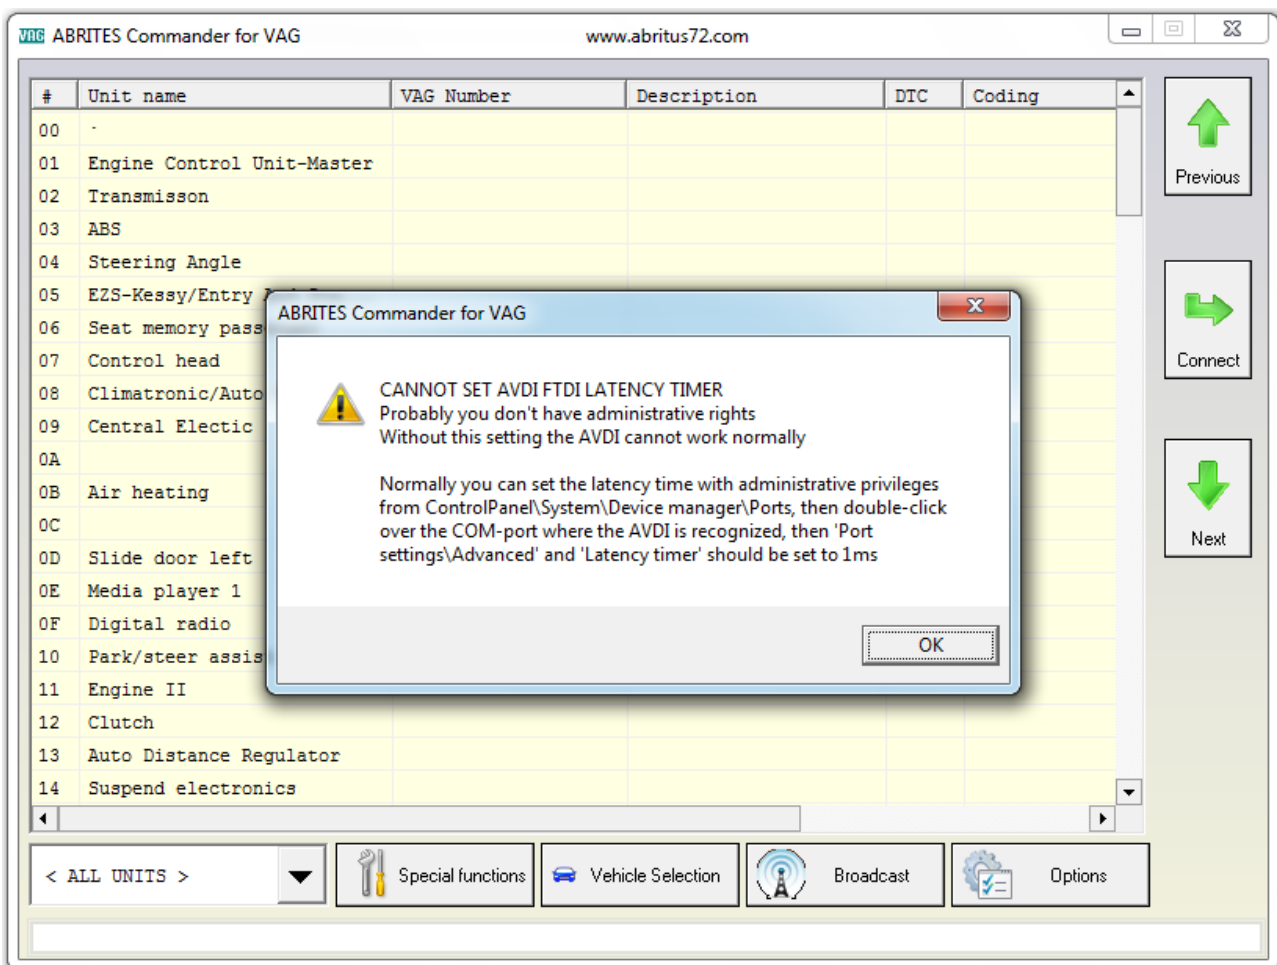 VAG ABRITES Commander for VAG www.abritus72.com
# Unit name VAG Number Description DTC Coding
00 -
01 Engine Control Unit-Master
02 Transmisson
03 ABS
04 Steering Angle
05 EZS-Kessy/Entry
06 Seat memory
07 Control head
08 Climatronic/Auto
09 Central Electic
0A
0B Air heating
0C
0D Slide door left
0E Media player 1
0F Digital radio
10 Park/steer
11 Engine II
12 Clutch
13 Auto Distance Regulator
14 Suspend electronics
Previous
Connect
Next
ABRITES Commander for VAG
CANNOT SET AVDI FTDI LATENCY TIMER
Probably you don't have administrative rights
Without this setting the AVDI cannot work normally
Normally you can set the latency time with administrative privileges
from ControlPanel\System\Device manager\Ports, then double-click
over the COM-port where the AVDI is recognized, then 'Port
settings\Advanced' and 'Latency timer' should be set to 1ms
OK
< ALL UNITS > Special functions Vehicle Selection Broadcast Options